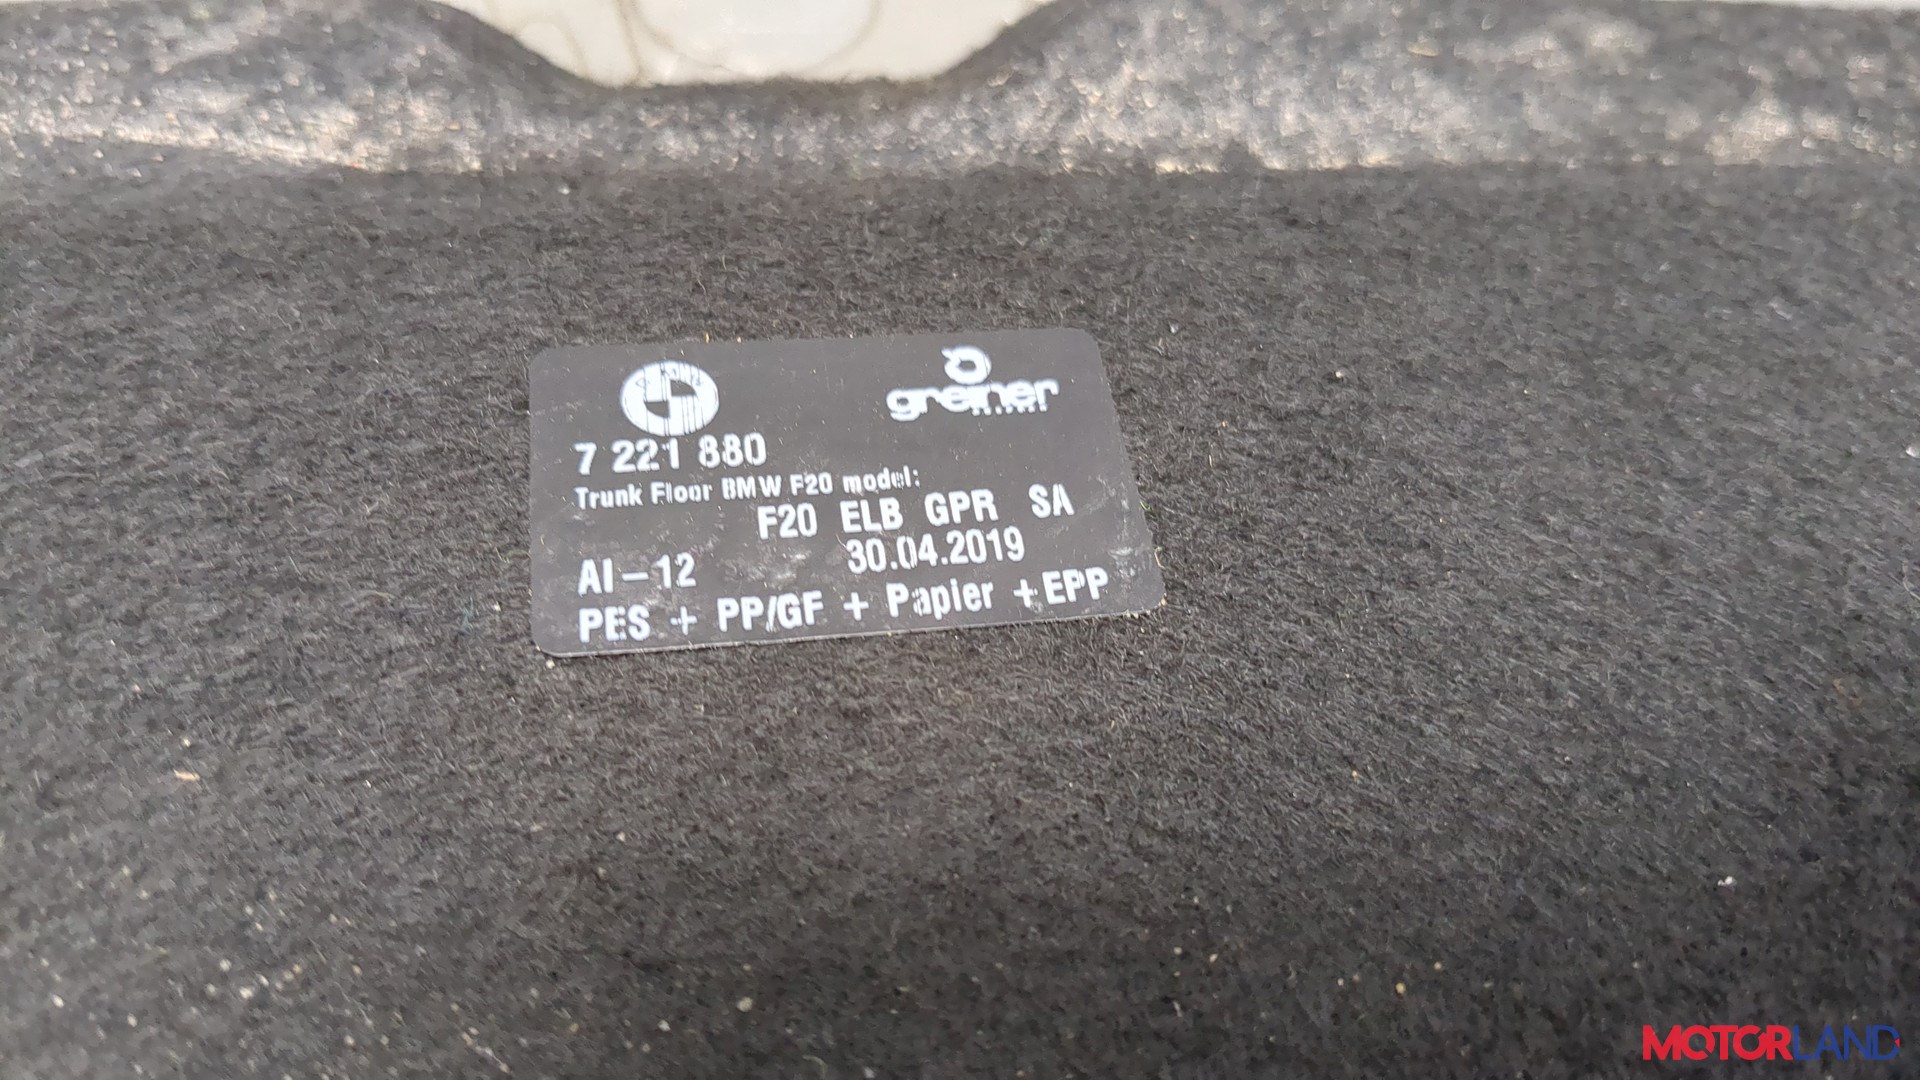 greiner
7 221 880
Trunk Floor BMW F20 model:
F20 ELB GPR SA
AI-12 30.04.2019
PES + PP/GF + Papier + EPP
MOTORLAND